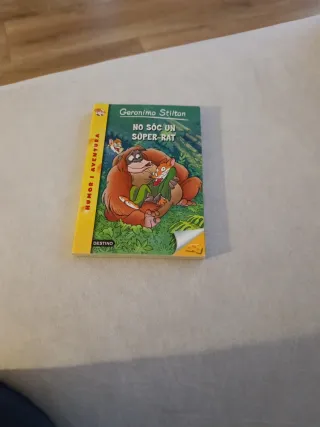 Geronimo Stilton
NO SÓC UN
SÚPER-RAT
HUMOR I AVENTURA
DESTINO